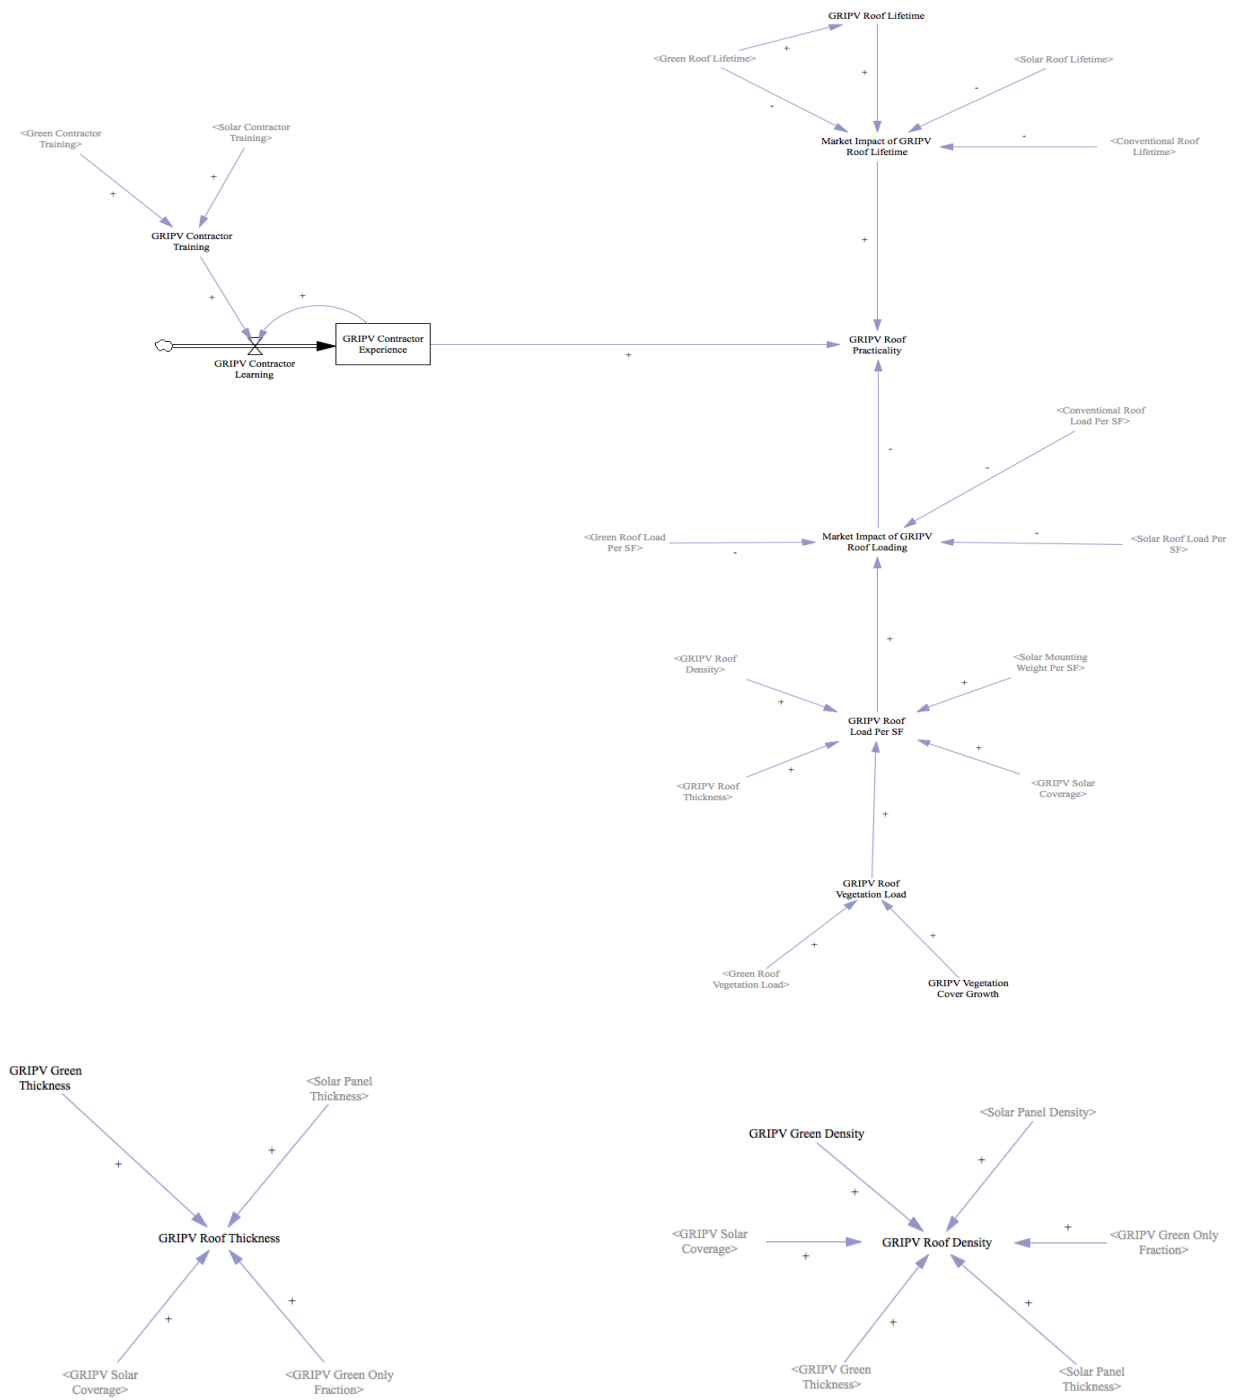 GRIPV Roof Lifetime
+
<Green Roof Lifetime>
<Solar Roof Lifetime>
+
-
-
<Solar Contractor
Training>
<Green Contractor
Training>
-
Market Impact of GRIPV
Roof Lifetime
<Conventional Roof
Lifetime>
+
+
GRIPV Contractor
Training
+
+
+
GRIPV Contractor
Experience
GRIPV Roof
Practicality
GRIPV Contractor
Learning
+
<Conventional Roof
Load Per SF>
-
-
<Green Roof Load
Per SF>
Market Impact of GRIPV
Roof Loading
<Solar Roof Load Per
SF>
-
-
+
<GRIPV Roof
Density>
<Solar Mounting
Weight Per SF>
+
+
GRIPV Roof
Load Per SF
+
+
<GRIPV Roof
Thickness>
<GRIPV Solar
Coverage>
+
GRIPV Roof
Vegetation Load
+
+
<Green Roof
Vegetation Load>
GRIPV Vegetation
Cover Growth
GRIPV Green
Thickness
<Solar Panel
Thickness>
+
+
GRIPV Roof Thickness
+
+
<GRIPV Solar
Coverage>
<GRIPV Green Only
Fraction>
<Solar Panel Density>
GRIPV Green Density
+
+
<GRIPV Solar
Coverage>
+
GRIPV Roof Density
+
<GRIPV Green Only
Fraction>
+
+
<GRIPV Green
Thickness>
<Solar Panel
Thickness>